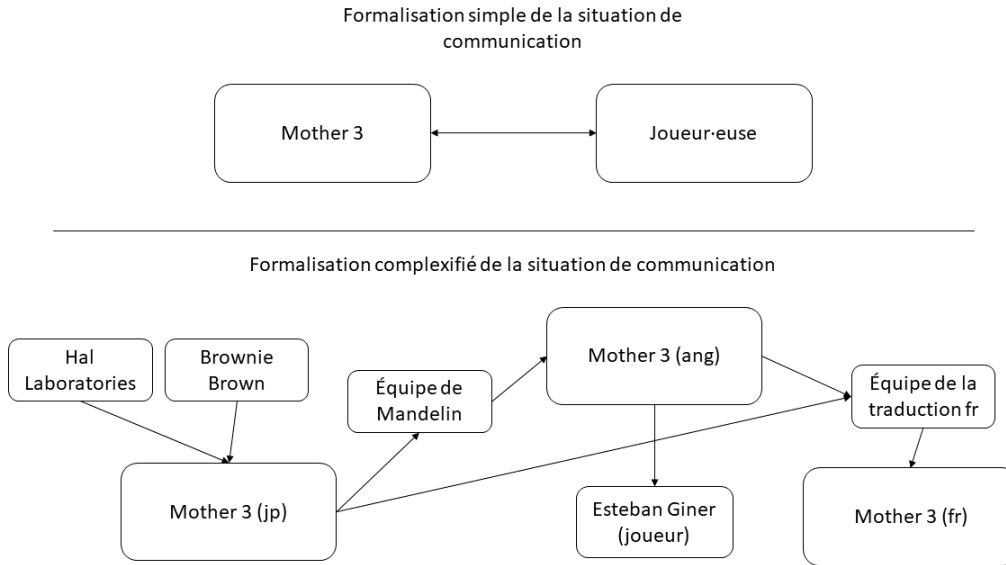 Formalisation simple de la situation de
communication
Mother 3
Joueur·euse
Formalisation complexifié de la situation de communication
Hal
Laboratories
Brownie
Brown
Équipe de
Mandelin
Mother 3 (ang)
Équipe de la
traduction fr
Mother 3 (jp)
Esteban Giner
(joueur)
Mother 3 (fr)